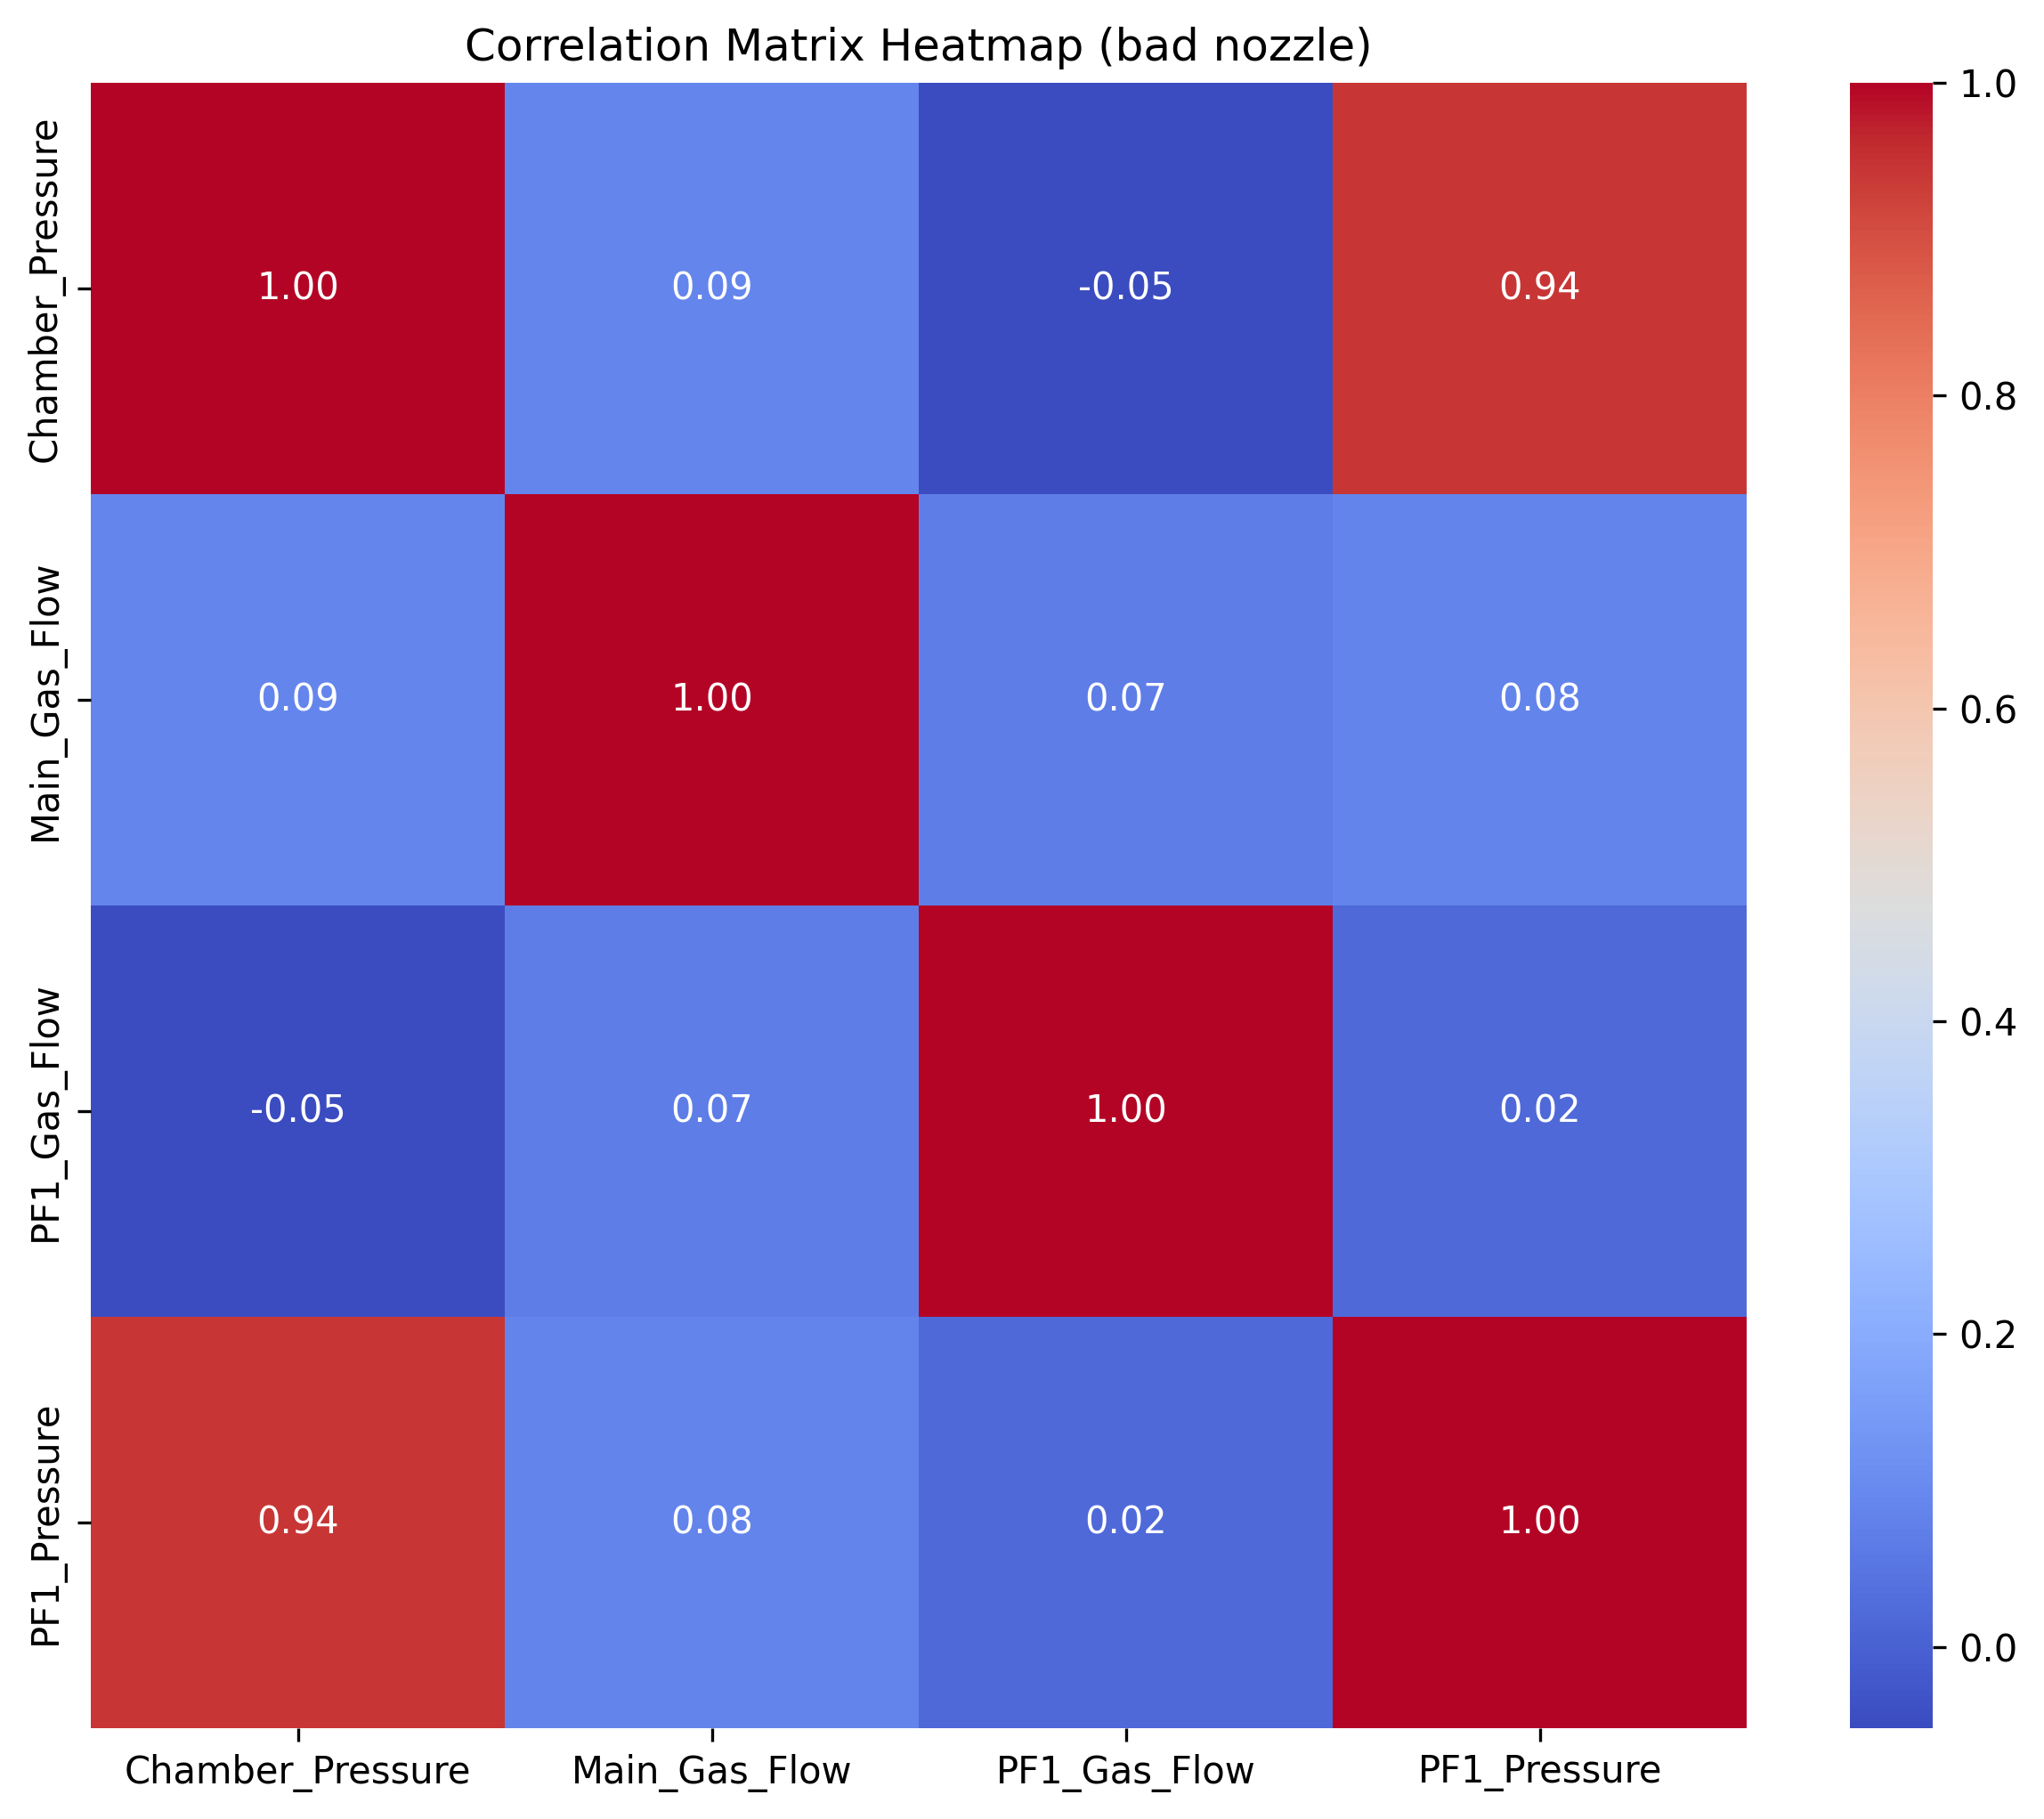 Correlation Matrix Heatmap (bad nozzle)
Chamber_Pressure
1.00 0.09 -0.05 0.94
Main_Gas_Flow
0.09 1.00 0.07 0.08
PF1_Gas_Flow
-0.05 0.07 1.00 0.02
PF1_Pressure
0.94 0.08 0.02 1.00
Chamber_Pressure Main_Gas_Flow PF1_Gas_Flow PF1_Pressure
1.0
0.8
0.6
0.4
0.2
0.0